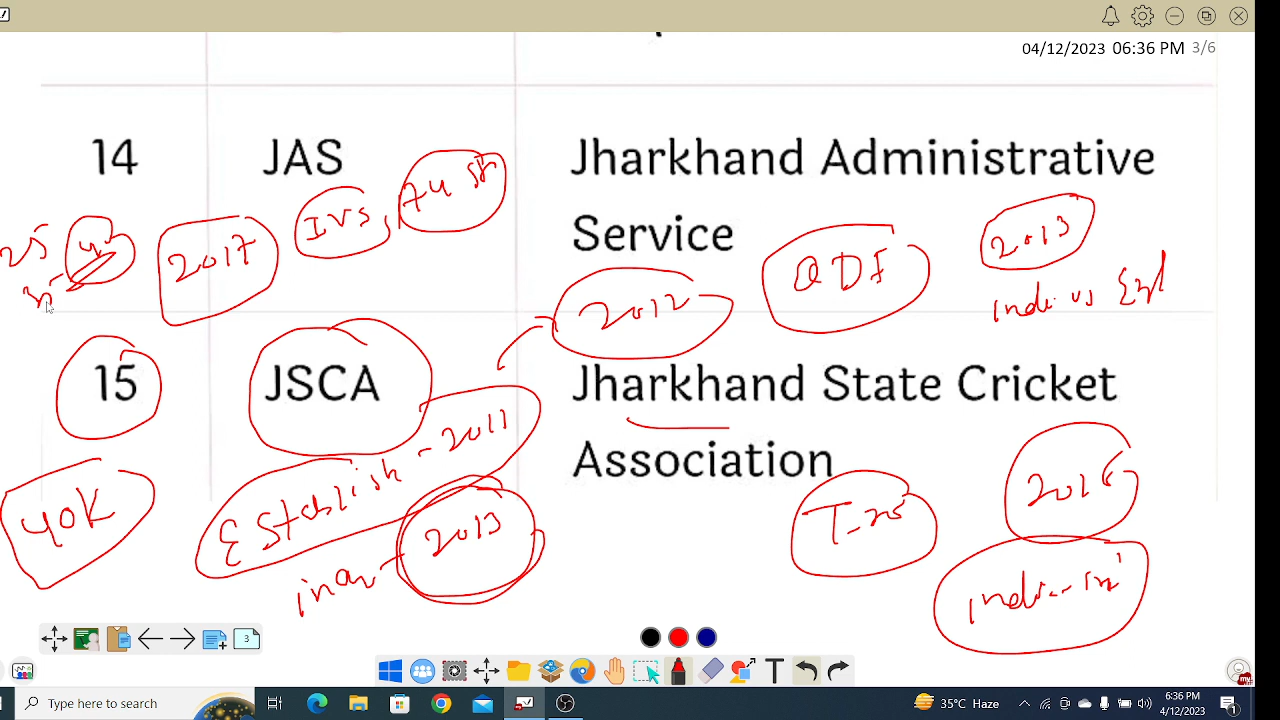 04/12/2023 06:36 PM 3/6
14 JAS Jharkhand Administrative
Service
25 2017 IVS
2012 ODI 2013
15 JSCA Jharkhand State Cricket
Association
Establish - 2011
40K 2013
T-20 2016
Type here to search
35°C Haze
6:36 PM
4/12/2023